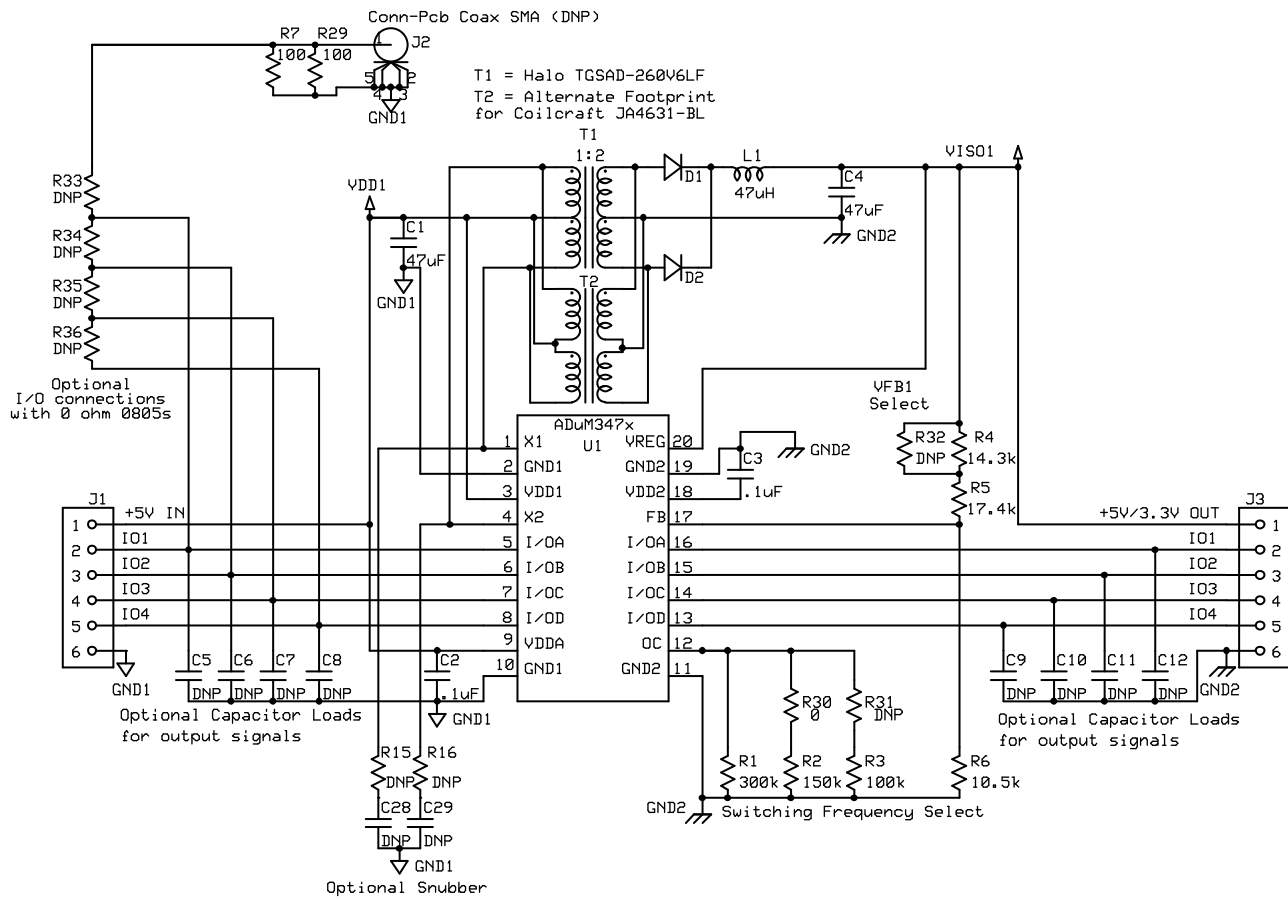 Conn-Pcb Coax SMA (DNP)
R7 R29
100 100
1
J2
5 2
4 3
GND1
T1 = Halo TGSAD-260V6LF
T2 = Alternate Footprint
for Coilcraft JA4631-BL
T1
1:2
D1
L1
47uH
VISO1
C4
47uF
GND2
D2
T2
VDD1
C1
47uF
GND1
R33
DNP
R34
DNP
R35
DNP
R36
DNP
Optional
I/O connections
with 0 ohm 0805s
VFB1
Select
R32
DNP
R4
14.3k
R5
17.4k
ADuM347x
U1
1 X1 VREG 20
2 GND1 GND2 19
3 VDD1 VDD2 18
4 X2 FB 17
5 I/OA I/OA 16
6 I/OB I/OB 15
7 I/OC I/OC 14
8 I/OD I/OD 13
9 VDDA OC 12
10 GND1 GND2 11
GND2
C3
.1uF
J1
1 +5V IN
2 IO1
3 IO2
4 IO3
5 IO4
6
GND1
J3
+5V/3.3V OUT 1
IO1 2
IO2 3
IO3 4
IO4 5
6
GND2
C5 C6 C7 C8
DNP DNP DNP DNP
C2
.1uF
GND1
Optional Capacitor Loads
for output signals
C9 C10 C11 C12
DNP DNP DNP DNP
Optional Capacitor Loads
for output signals
R15 R16
DNP DNP
C28 C29
DNP DNP
GND1
Optional Snubber
R30
0
R31
DNP
R1
300k
R2
150k
R3
100k
R6
10.5k
GND2
Switching Frequency Select